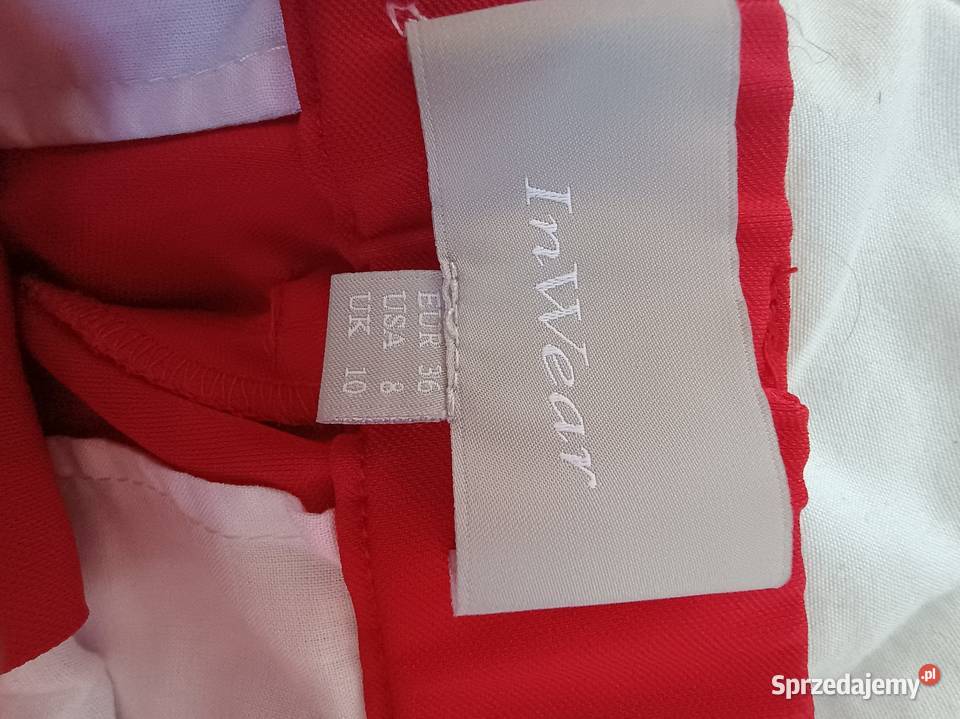 InWear
EUR 36
USA 8
UK 10
Sprzedajemy.pl